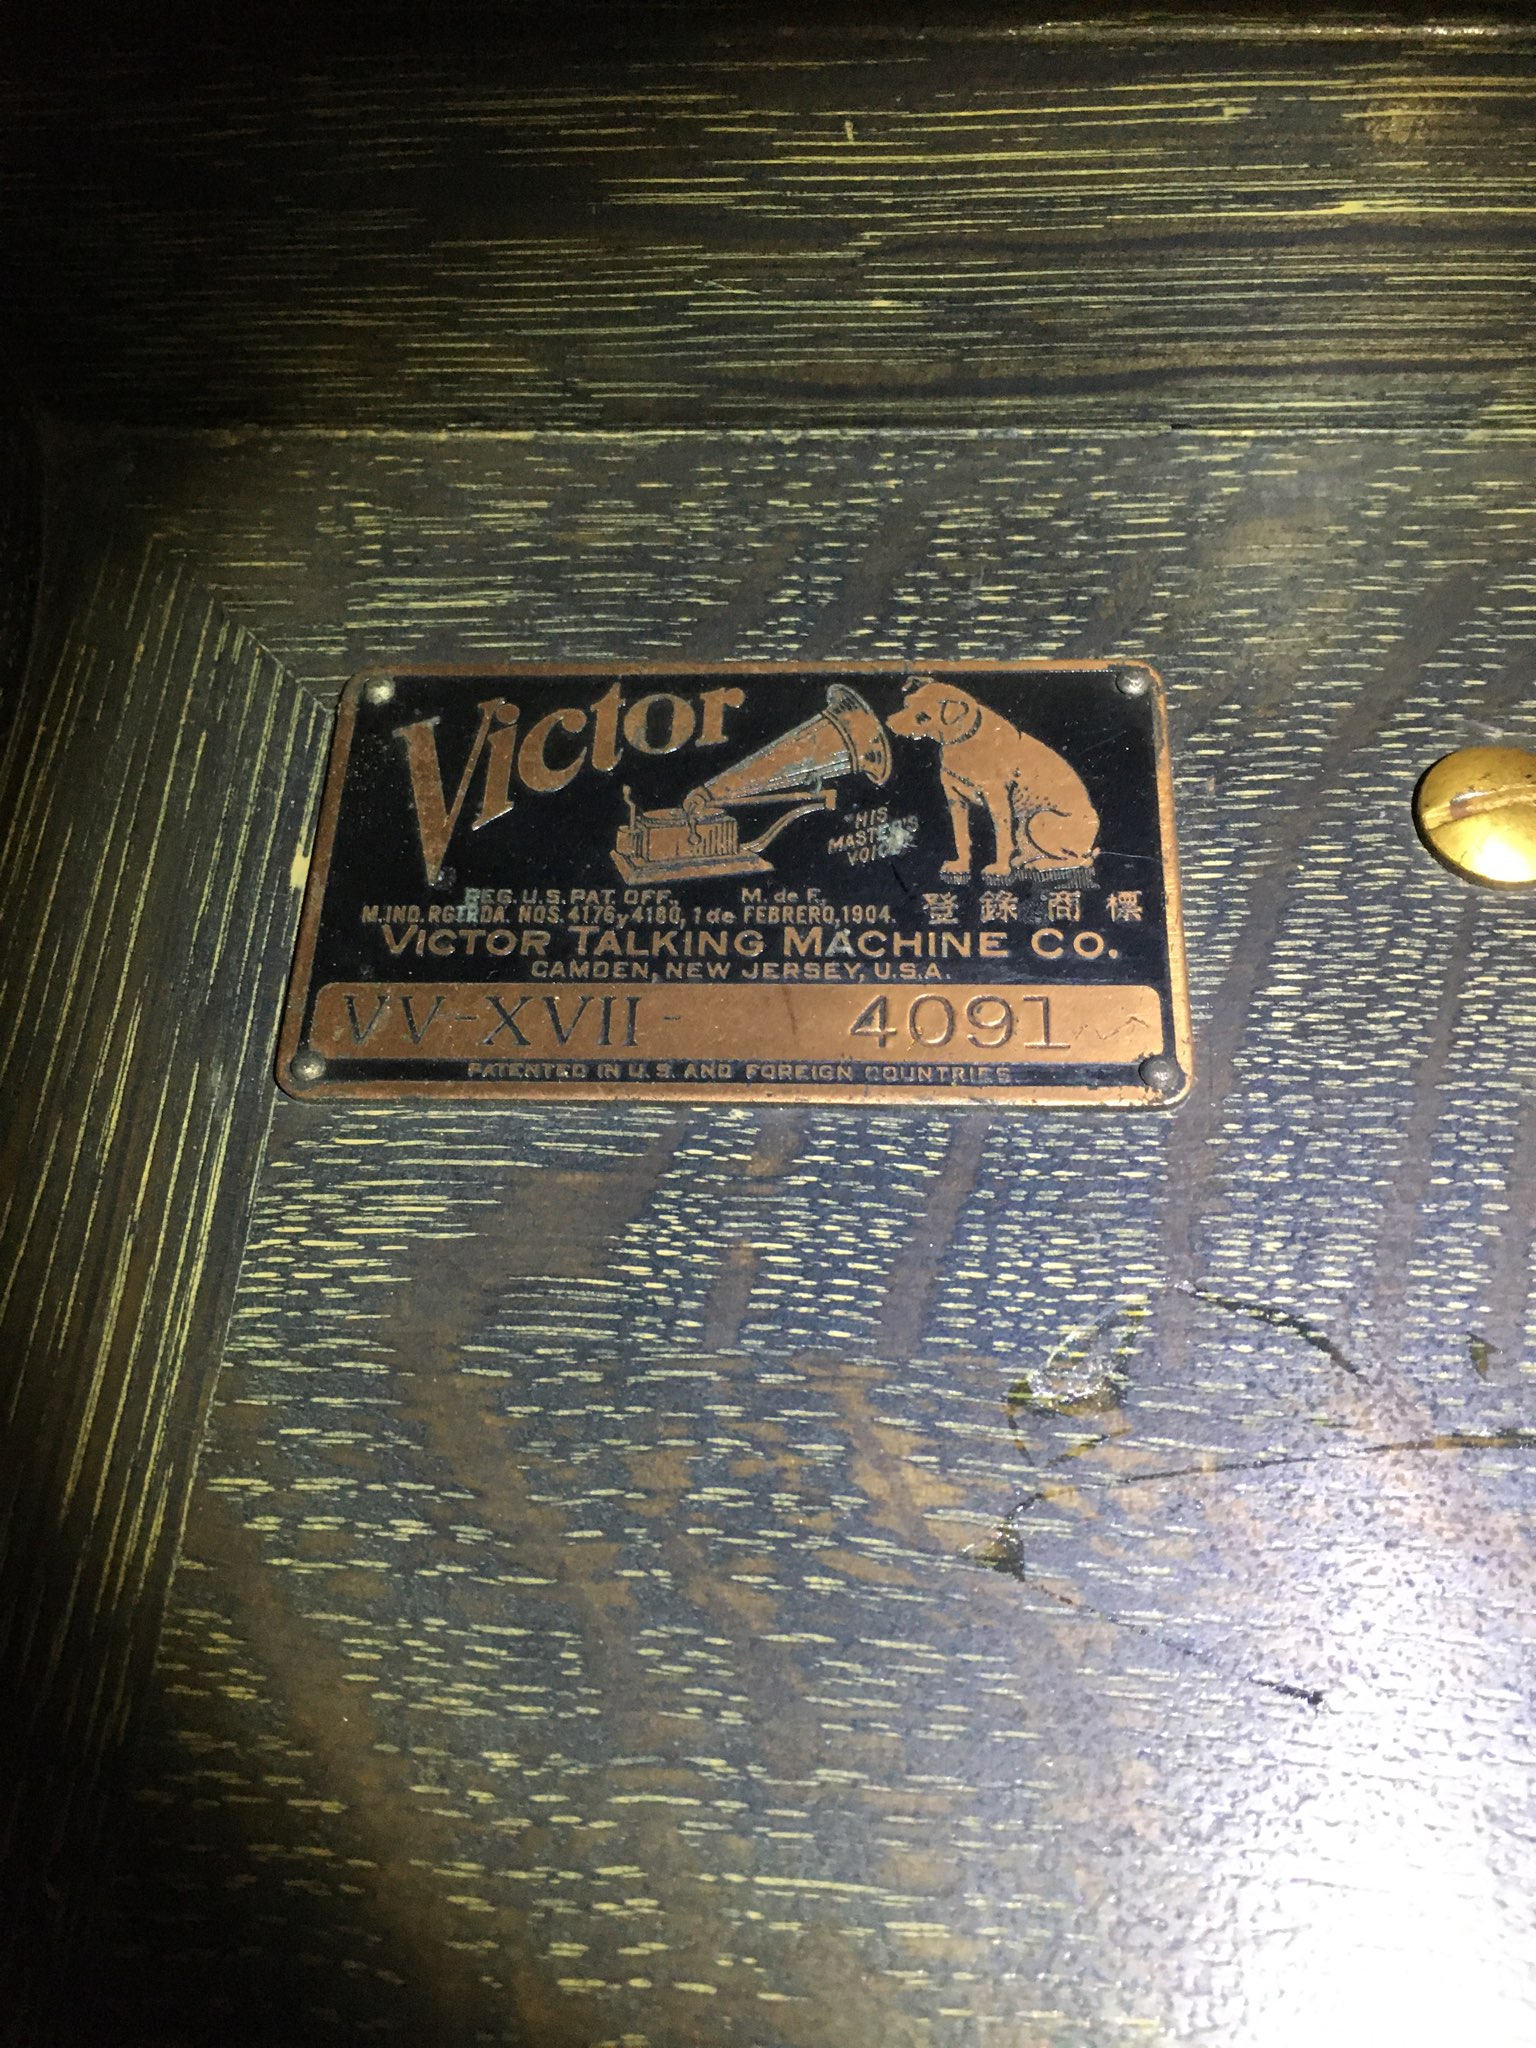 Victor
"HIS
MASTER'S
VOICE"
REG. U.S. PAT. OFF., M. de F.,
M. IND. RGTRDA. NOS. 4176 y 4180, 1 de FEBRERO, 1904. 登錄商標
VICTOR TALKING MACHINE CO.
CAMDEN, NEW JERSEY, U.S.A.
VV-XVII- 4091
PATENTED IN U.S. AND FOREIGN COUNTRIES